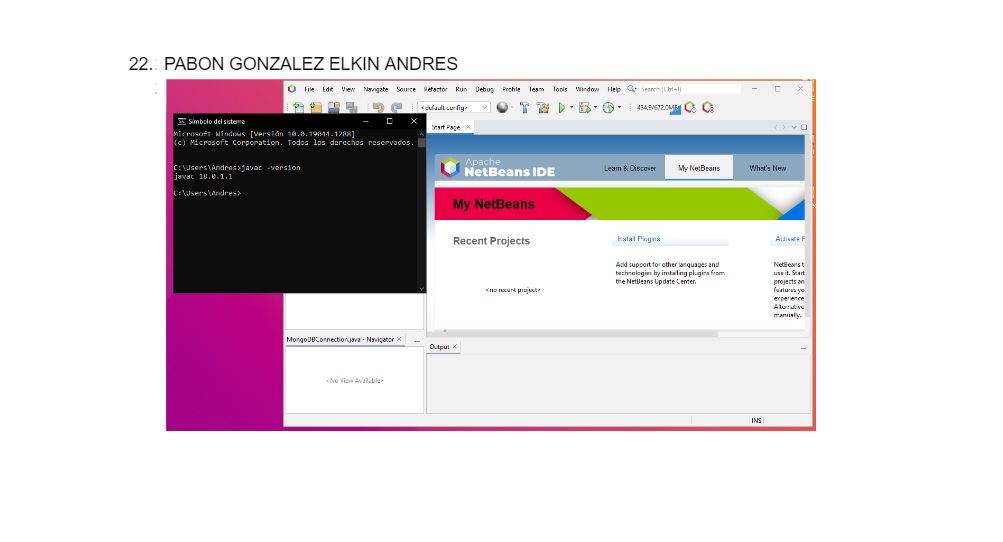 22. PABON GONZALEZ ELKIN ANDRES
File Edit View Navigate Source Refactor Run Debug Profile Team Tools Window Help Search (Ctrl+I)
<default config> 434,9/672,0MB
Símbolo del sistema
Microsoft Windows [Versión 10.0.19044.1288]
(c) Microsoft Corporation. Todos los derechos reservados.
C:\Users\Andres>javac -version
javac 18.0.1.1
C:\Users\Andres>
Start Page
Apache
NetBeans IDE
Learn & Discover My NetBeans What's New
My NetBeans
Recent Projects
<no recent project>
Install Plugins
Add support for other languages and
technologies by installing plugins from
the NetBeans Update Center.
Activate F
NetBeans t
use it. Start
projects an
features yo
experience
Alternative
manually.
MongoDBConnection.java - Navigator
<No View Available>
Output
INS